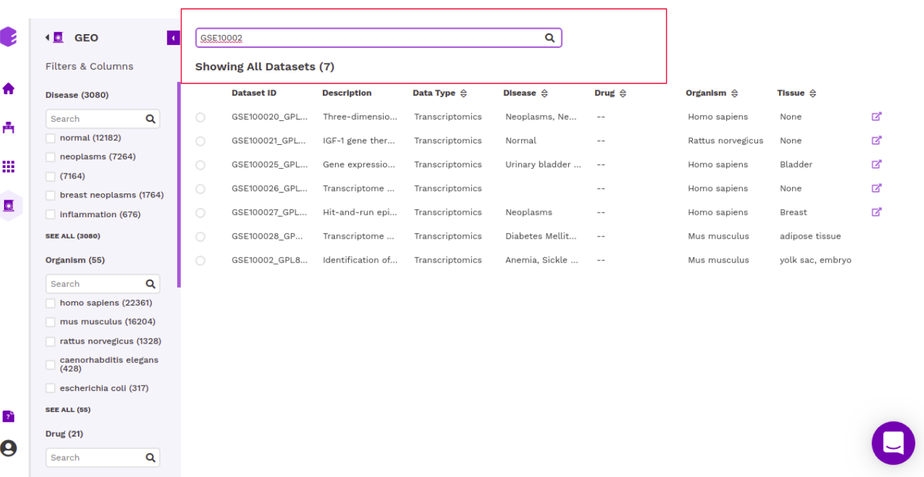 GEO
Filters & Columns
Disease (3080)
Search
normal (12182)
neoplasms (7264)
(7164)
breast neoplasms (1764)
inflammation (676)
SEE ALL (3080)
Organism (55)
Search
homo sapiens (22361)
mus musculus (16204)
rattus norvegicus (1328)
caenorhabditis elegans
(428)
escherichia coli (317)
SEE ALL (55)
Drug (21)
Search
GSE10002
Showing All Datasets (7)
Dataset ID Description Data Type Disease Drug Organism Tissue
GSE100020_GPL... Three-dimensio... Transcriptomics Neoplasms, Ne... -- Homo sapiens None
GSE100021_GPL... IGF-1 gene ther... Transcriptomics Normal -- Rattus norvegicus None
GSE100025_GPL... Gene expressio... Transcriptomics Urinary bladder ... -- Homo sapiens Bladder
GSE100026_GPL... Transcriptome ... Transcriptomics -- Homo sapiens None
GSE100027_GPL... Hit-and-run epi... Transcriptomics Neoplasms -- Homo sapiens Breast
GSE100028_GP... Transcriptome ... Transcriptomics Diabetes Mellit... -- Mus musculus adipose tissue
GSE10002_GPL8... Identification of... Transcriptomics Anemia, Sickle ... -- Mus musculus yolk sac, embryo